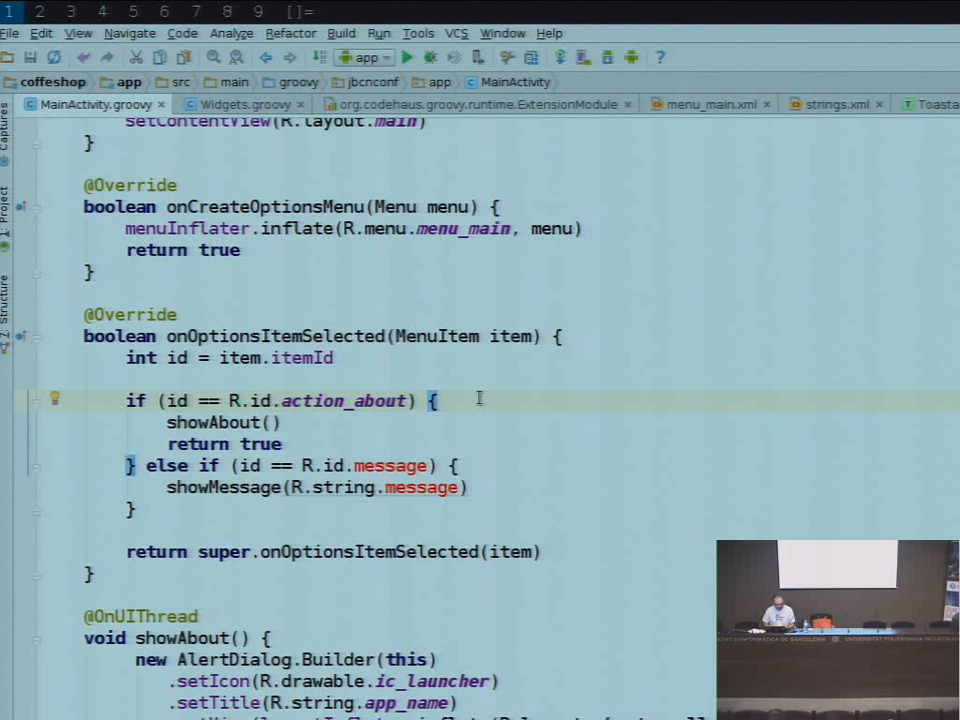 1 2 3 4 5 6 7 8 9 []=
File Edit View Navigate Code Analyze Refactor Build Run Tools VCS Window Help
app
coffeshop app src main groovy jbcnconf app MainActivity
MainActivity.groovy Widgets.groovy org.codehaus.groovy.runtime.ExtensionModule menu_main.xml strings.xml Toasta
Captures
1: Project
7: Structure
setContentView(R.layout.main)
}
@Override
boolean onCreateOptionsMenu(Menu menu) {
menuInflater.inflate(R.menu.menu_main, menu)
return true
}
@Override
boolean onOptionsItemSelected(MenuItem item) {
int id = item.itemId
if (id == R.id.action_about) {
showAbout()
return true
} else if (id == R.id.message) {
showMessage(R.string.message)
}
return super.onOptionsItemSelected(item)
}
@OnUIThread
void showAbout() {
new AlertDialog.Builder(this)
.setIcon(R.drawable.ic_launcher)
.setTitle(R.string.app_name)